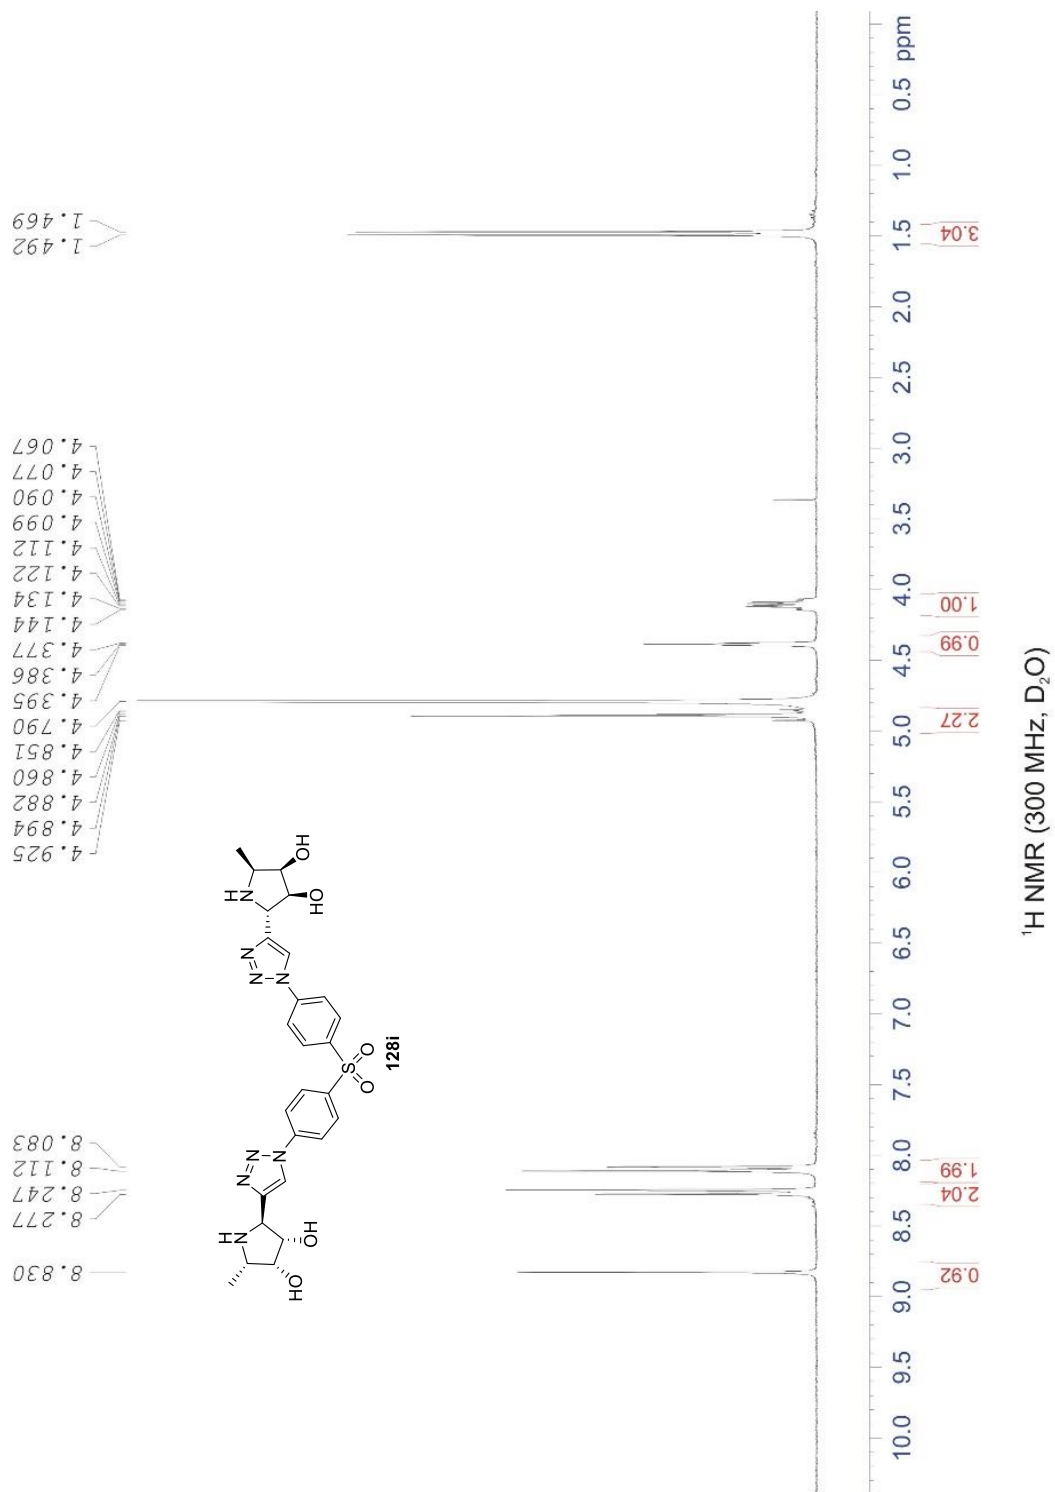 8.830
8.277
8.247
8.112
8.083
4.925
4.894
4.882
4.860
4.851
4.790
4.395
4.386
4.377
4.144
4.134
4.122
4.112
4.099
4.090
4.077
4.067
1.492
1.469
H
N
HO
OH
N
N
N
S
O
O
N
N
N
H
N
HO
OH
128i
10.0 9.5 9.0 8.5 8.0 7.5 7.0 6.5 6.0 5.5 5.0 4.5 4.0 3.5 3.0 2.5 2.0 1.5 1.0 0.5 ppm
0.92
2.04
1.99
2.27
0.99
1.00
3.04
¹H NMR (300 MHz, D₂O)